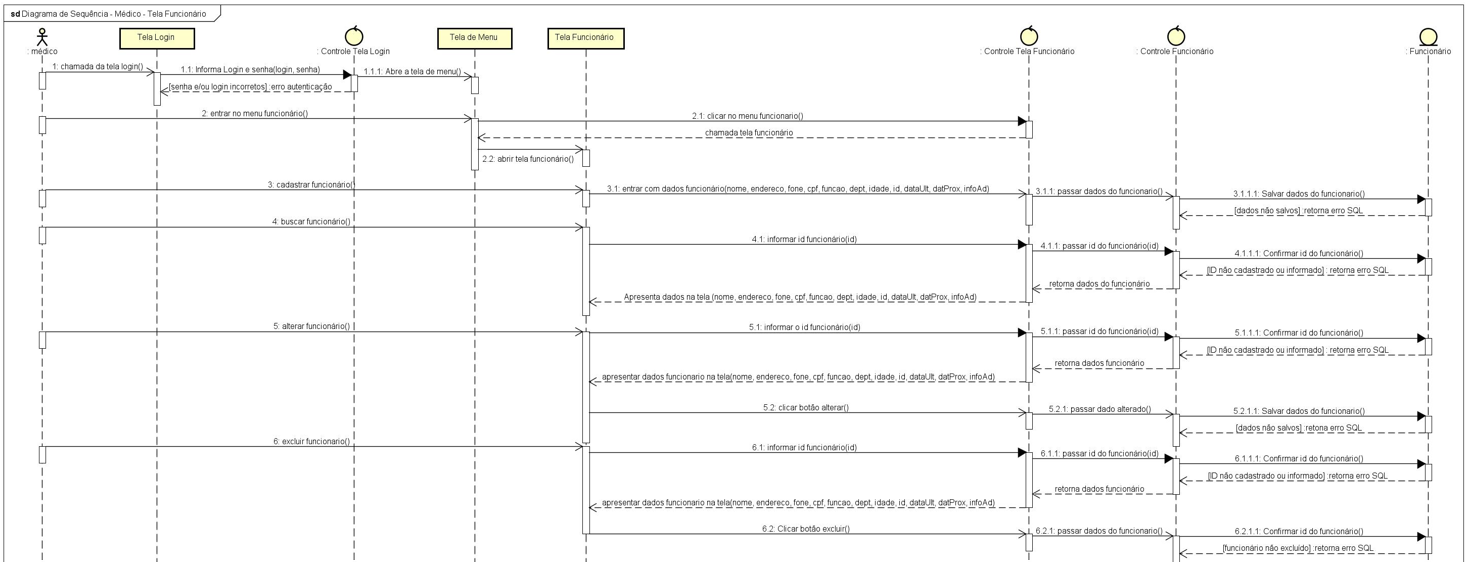 sd Diagrama de Sequência - Médico - Tela Funcionário
Tela Login
Tela de Menu
Tela Funcionário
: médico
: Controle Tela Login
: Controle Tela Funcionário
: Controle Funcionário
: Funcionário
1: chamada da tela login()
1.1: Informa Login e senha(login, senha)
1.1.1: Abre a tela de menu()
[senha e/ou login incorretos]: erro autenticação
2: entrar no menu funcionário()
2.1: clicar no menu funcionario()
chamada tela funcionário
2.2: abrir tela funcionário()
3: cadastrar funcionário()
3.1: entrar com dados funcionário(nome, endereco, fone, cpf, funcao, dept, idade, id, dataUlt, datProx, infoAd)
3.1.1: passar dados do funcionario()
3.1.1.1: Salvar dados do funcionario()
[dados não salvos] :retorna erro SQL
4: buscar funcionário()
4.1: informar id funcionário(id)
4.1.1: passar id do funcionário(id)
4.1.1.1: Confirmar id do funcionário()
[ID não cadastrado ou informado] : retorna erro SQL
retorna dados do funcionário
Apresenta dados na tela (nome, endereco, fone, cpf, funcao, dept, idade, id, dataUlt, datProx, infoAd)
5: alterar funcionário()
5.1: informar o id funcionário(id)
5.1.1: passar id do funcionário(id)
5.1.1.1: Confirmar id do funcionário()
[ID não cadastrado ou informado] : retorna erro SQL
retorna dados funcionário
apresentar dados funcionario na tela(nome, endereco, fone, cpf, funcao, dept, idade, id, dataUlt, datProx, infoAd)
5.2: clicar botão alterar()
5.2.1: passar dado alterado()
5.2.1.1: Salvar dados do funcionario()
[dados não salvos] :retona erro SQL
6: excluir funcionario()
6.1: informar id funcionário(id)
6.1.1: passar id do funcionário(id)
6.1.1.1: Confirmar id do funcionário()
[ID não cadastrado ou informado] :retorna erro SQL
retorna dados funcionário
apresentar dados funcionario na tela(nome, endereco, fone, cpf, funcao, dept, idade, id, dataUlt, datProx, infoAd)
6.2: Clicar botão excluir()
6.2.1: passar dados do funcionario()
6.2.1.1: Confirmar id do funcionário()
[funcionário não excluído] :retorna erro SQL